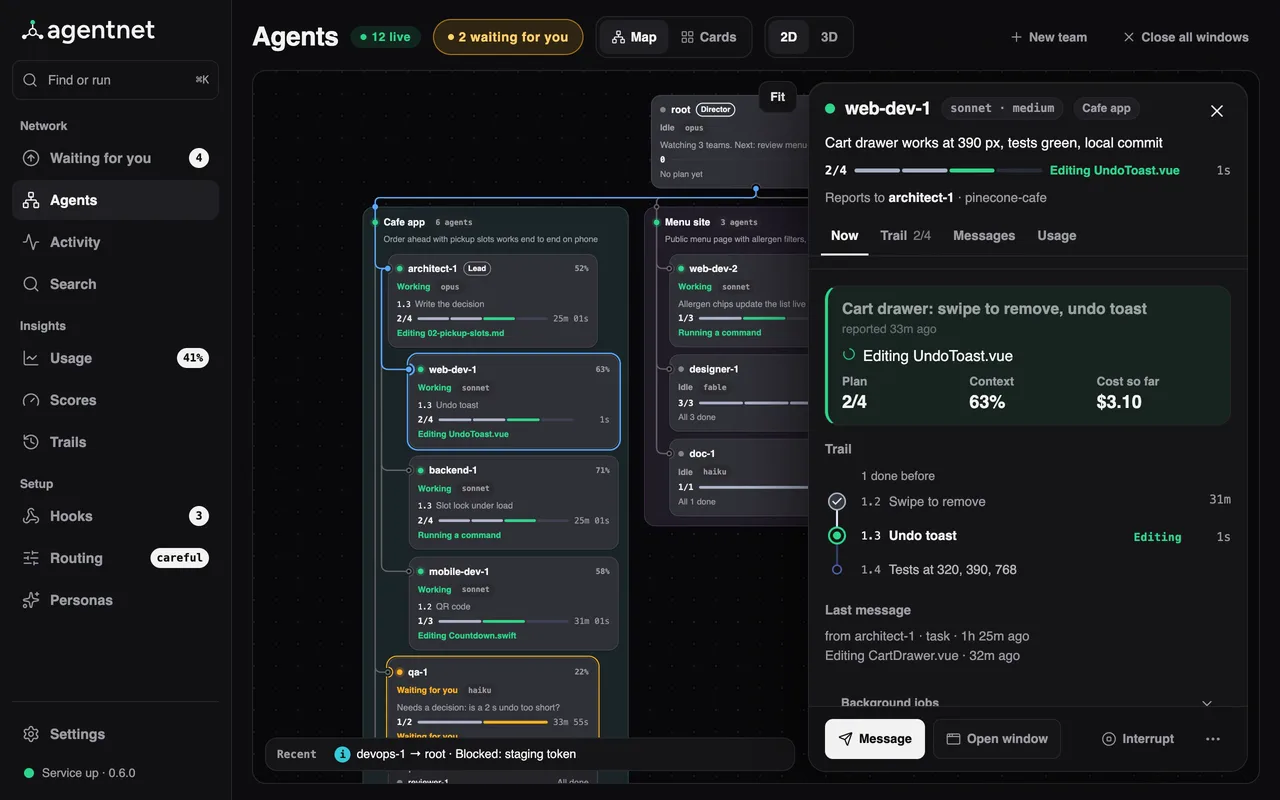 agentnet
Find or run ⌘K
Network
Waiting for you 4
Agents
Activity
Search
Insights
Usage 41%
Scores
Trails
Setup
Hooks 3
Routing careful
Personas
Settings
Service up · 0.6.0
Agents 12 live 2 waiting for you Map Cards 2D 3D New team Close all windows
Fit
root Director
Idle opus
Watching 3 teams. Next: review menu
0
No plan yet
Cafe app 6 agents
Order ahead with pickup slots works end to end on phone
architect-1 Lead 52%
Working opus
1.3 Write the decision
2/4 25m 01s
Editing 02-pickup-slots.md
web-dev-1 63%
Working sonnet
1.3 Undo toast
2/4 1s
Editing UndoToast.vue
backend-1 71%
Working sonnet
1.3 Slot lock under load
2/4 25m 01s
Running a command
mobile-dev-1 58%
Working sonnet
1.2 QR code
1/3 31m 01s
Editing Countdown.swift
qa-1 22%
Waiting for you haiku
Needs a decision: is a 2 s undo too short?
1/2 33m 55s
Waiting for you
reviewer-1 All done
Menu site 3 agents
Public menu page with allergen filters,
web-dev-2
Working sonnet
Allergen chips update the list live
1/3
Running a command
designer-1
Idle fable
3/3
All 3 done
doc-1
Idle haiku
1/1
All 1 done
Recent devops-1 → root · Blocked: staging token
web-dev-1 sonnet · medium Cafe app
Cart drawer works at 390 px, tests green, local commit
2/4 Editing UndoToast.vue 1s
Reports to architect-1 · pinecone-cafe
Now Trail 2/4 Messages Usage
Cart drawer: swipe to remove, undo toast
reported 33m ago
Editing UndoToast.vue
Plan Context Cost so far
2/4 63% $3.10
Trail
1 done before
1.2 Swipe to remove 31m
1.3 Undo toast Editing 1s
1.4 Tests at 320, 390, 768
Last message
from architect-1 · task · 1h 25m ago
Editing CartDrawer.vue · 32m ago
Background jobs
Message Open window Interrupt ···